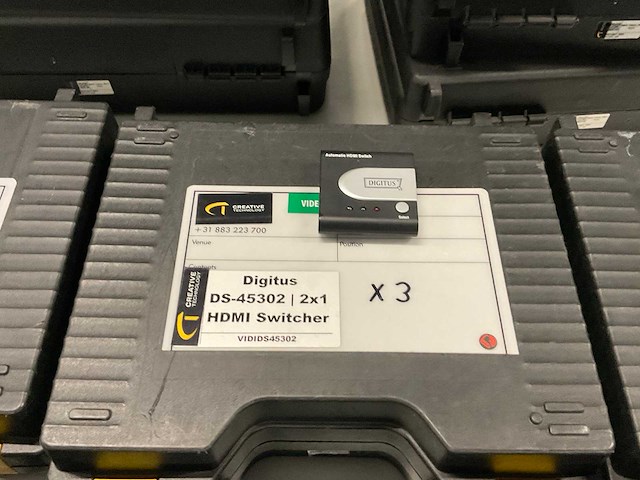 Automatic HDMI Switch
DIGITUS
Select
CREATIVE
TECHNOLOGY
VIDE
+31 883 223 700
Venue
Position
Contents
CREATIVE
TECHNOLOGY
Digitus
DS-45302 | 2x1
HDMI Switcher
VIDIDS45302
X 3